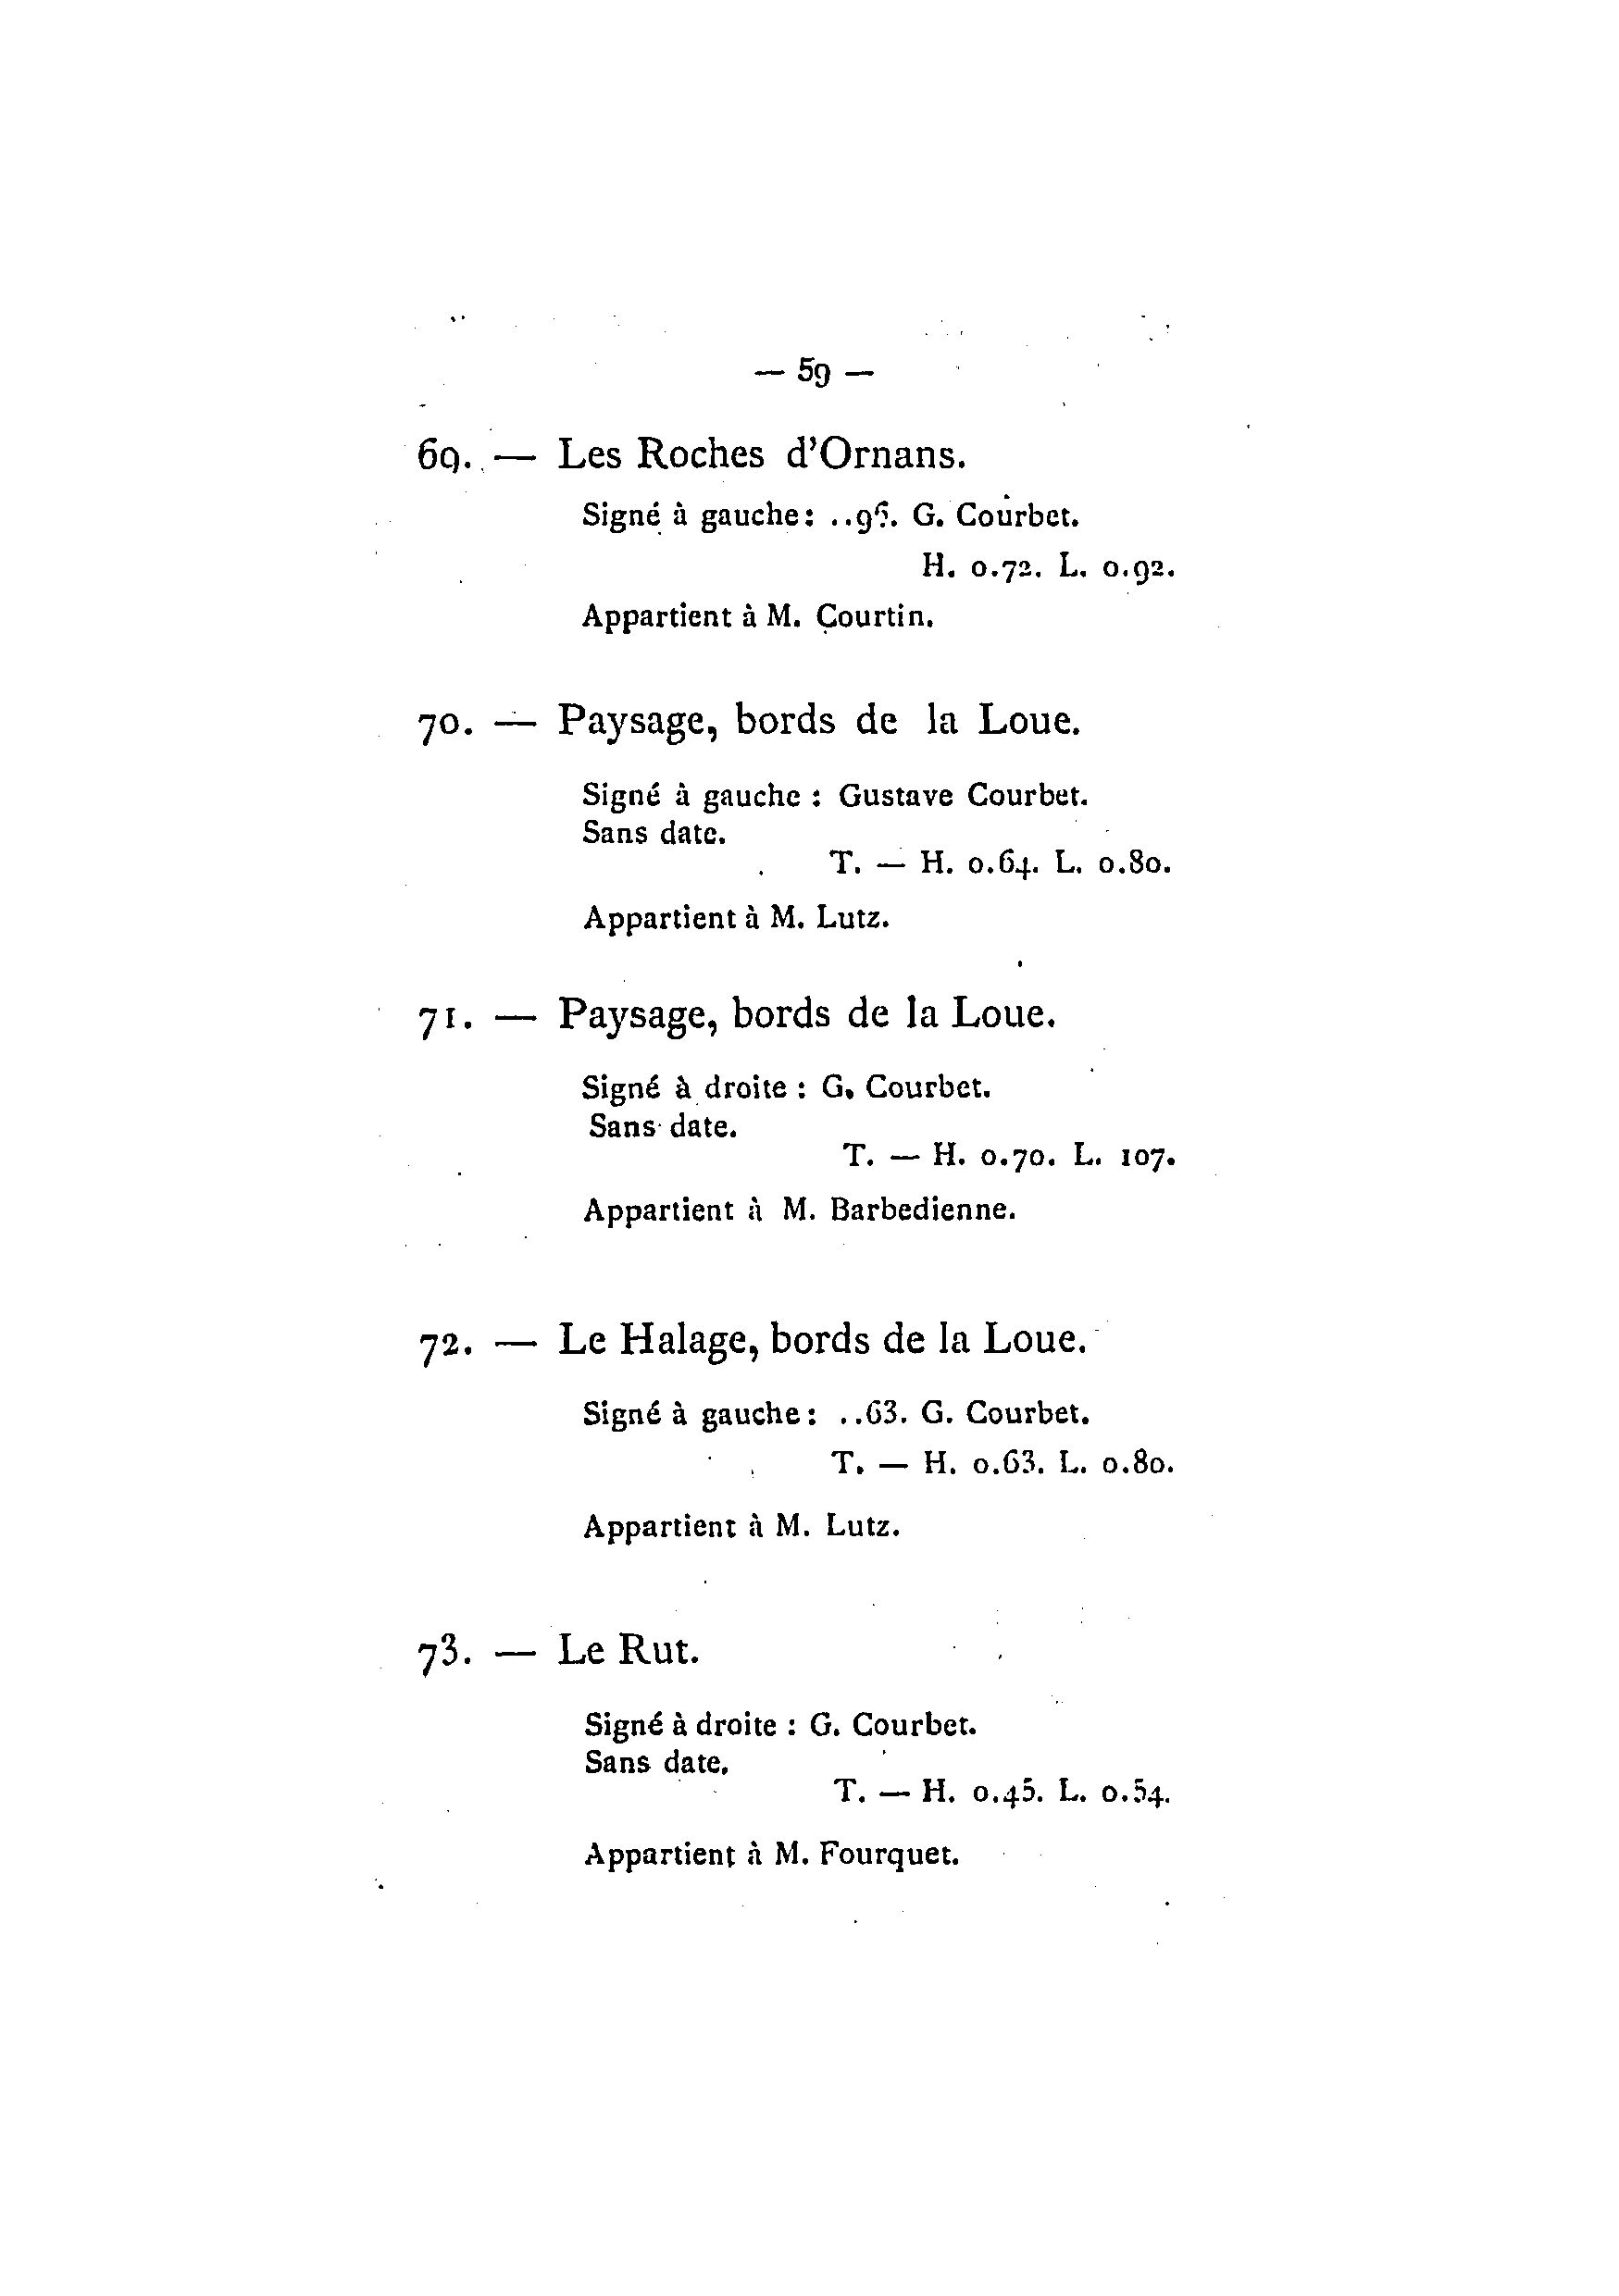 — 59 —
69. — Les Roches d'Ornans.
Signé à gauche: ..96. G. Courbet.
H. 0.72. L. 0.92.
Appartient à M. Courtin.
70. — Paysage, bords de la Loue.
Signé à gauche : Gustave Courbet.
Sans date.
T. — H. 0.64. L. 0.80.
Appartient à M. Lutz.
71. — Paysage, bords de la Loue.
Signé à droite : G. Courbet.
Sans date.
T. — H. 0.70. L. 107.
Appartient à M. Barbedienne.
72. — Le Halage, bords de la Loue.
Signé à gauche: ..63. G. Courbet.
T. — H. 0.63. L. 0.80.
Appartient à M. Lutz.
73. — Le Rut.
Signé à droite : G. Courbet.
Sans date.
T. — H. 0.45. L. 0.54.
Appartient à M. Fourquet.